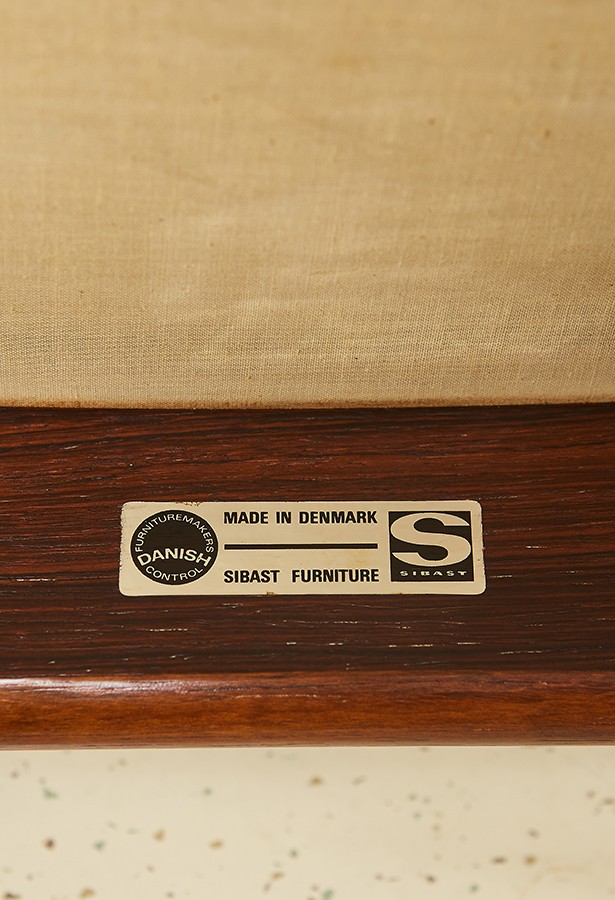 FURNITUREMAKERS
DANISH
CONTROL
MADE IN DENMARK
SIBAST FURNITURE
S
SIBAST